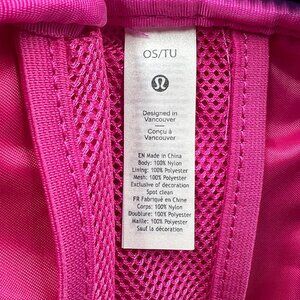 OS/TU
Designed in
Vancouver
Conçu à
Vancouver
EN Made in China
Body: 100% Nylon
Lining: 100% Polyester
Mesh: 100% Polyester
Exclusive of decoration
Spot clean
FR Fabriqué en Chine
Corps: 100% Nylon
Doublure: 100% Polyester
Maille: 100% Polyester
Sauf la décoration